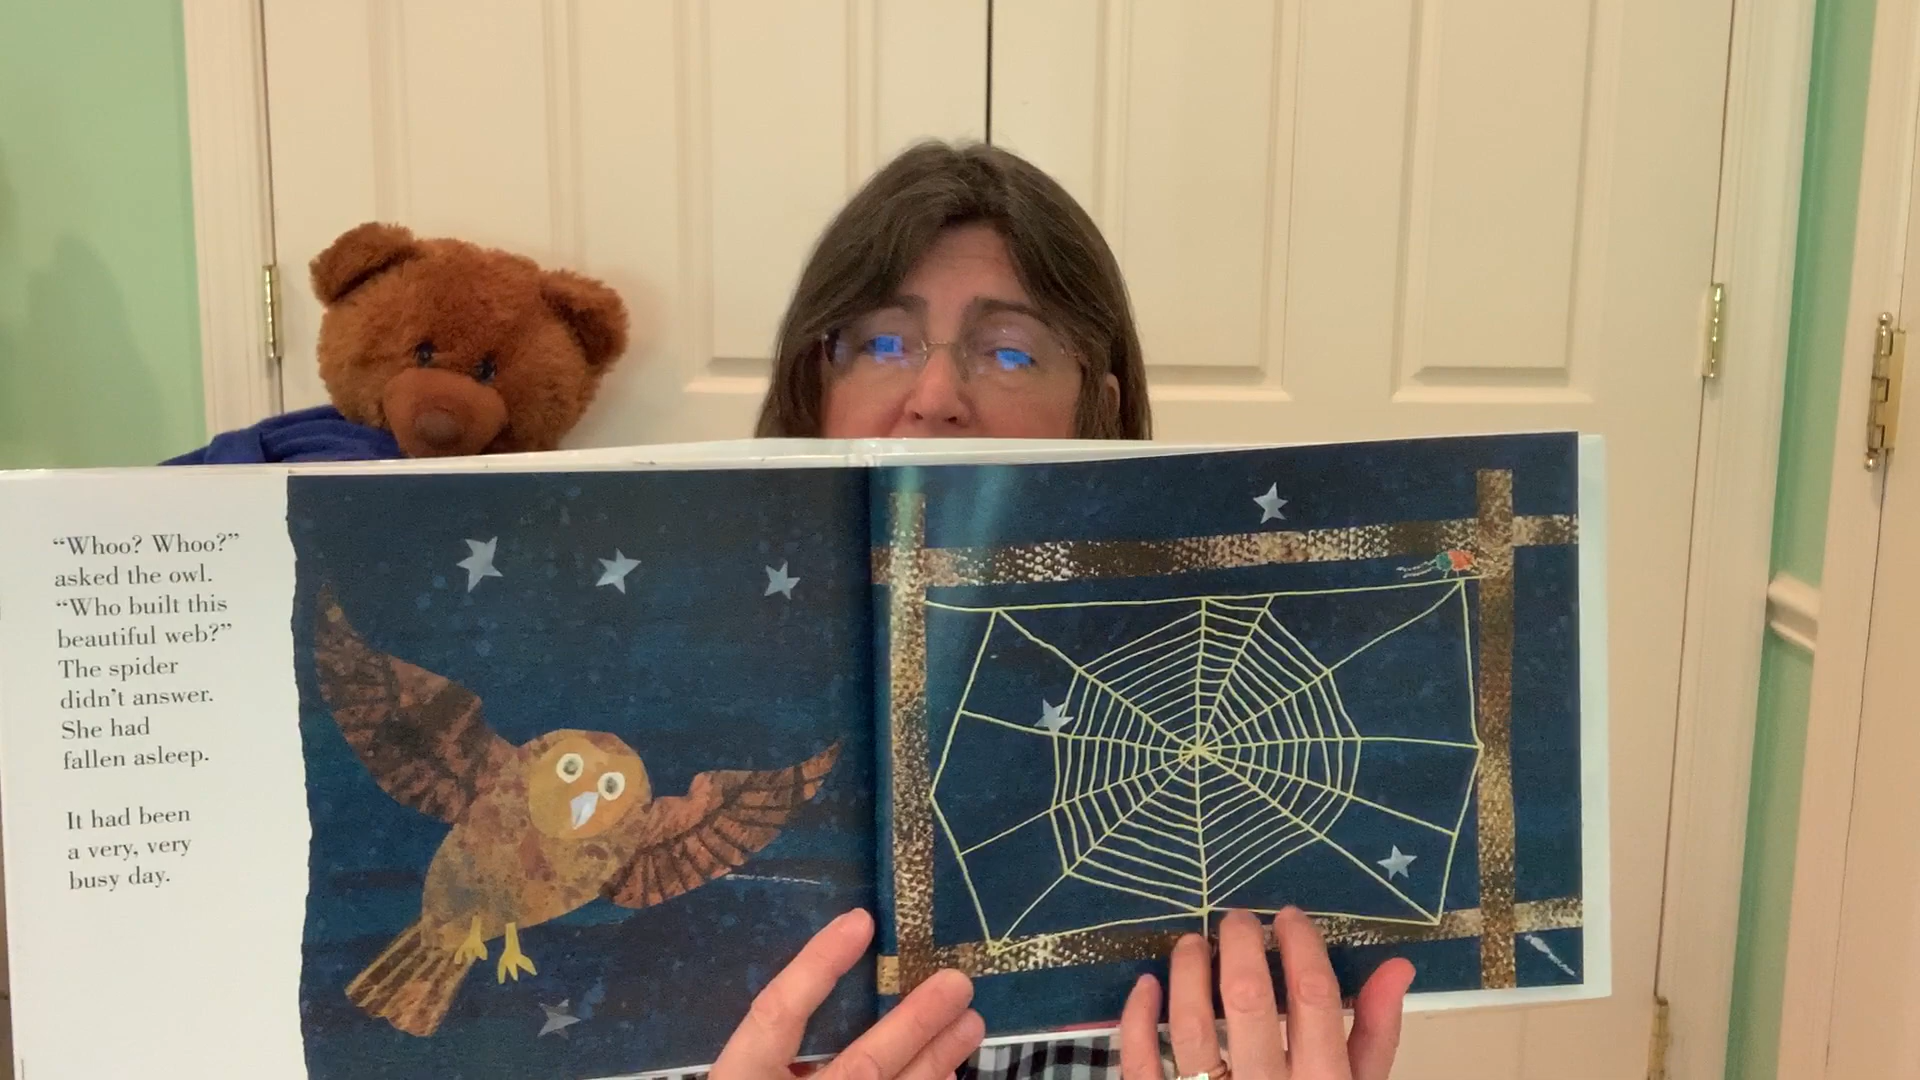 “Whoo? Whoo?”
asked the owl.
“Who built this
beautiful web?”
The spider
didn’t answer.
She had
fallen asleep.
It had been
a very, very
busy day.